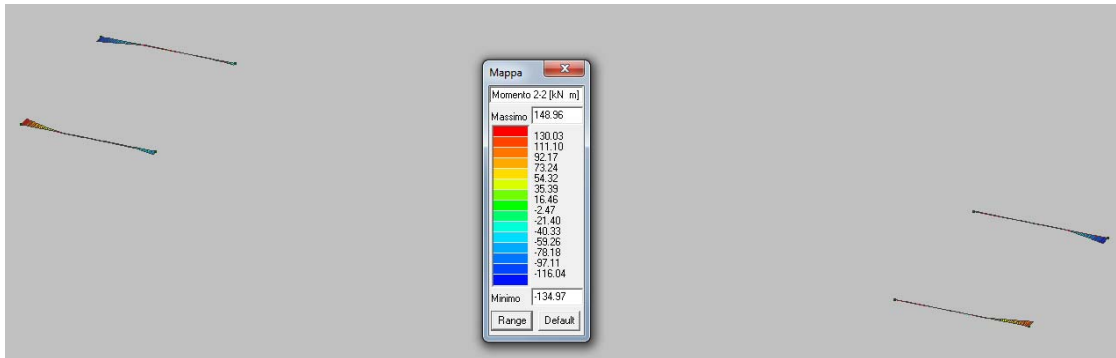 Mappa
Momento 2-2 [kN m]
Massimo 148.96
130.03
111.10
92.17
73.24
54.32
35.39
16.46
-2.47
-21.40
-40.33
-59.26
-78.18
-97.11
-116.04
Minimo -134.97
Range Default